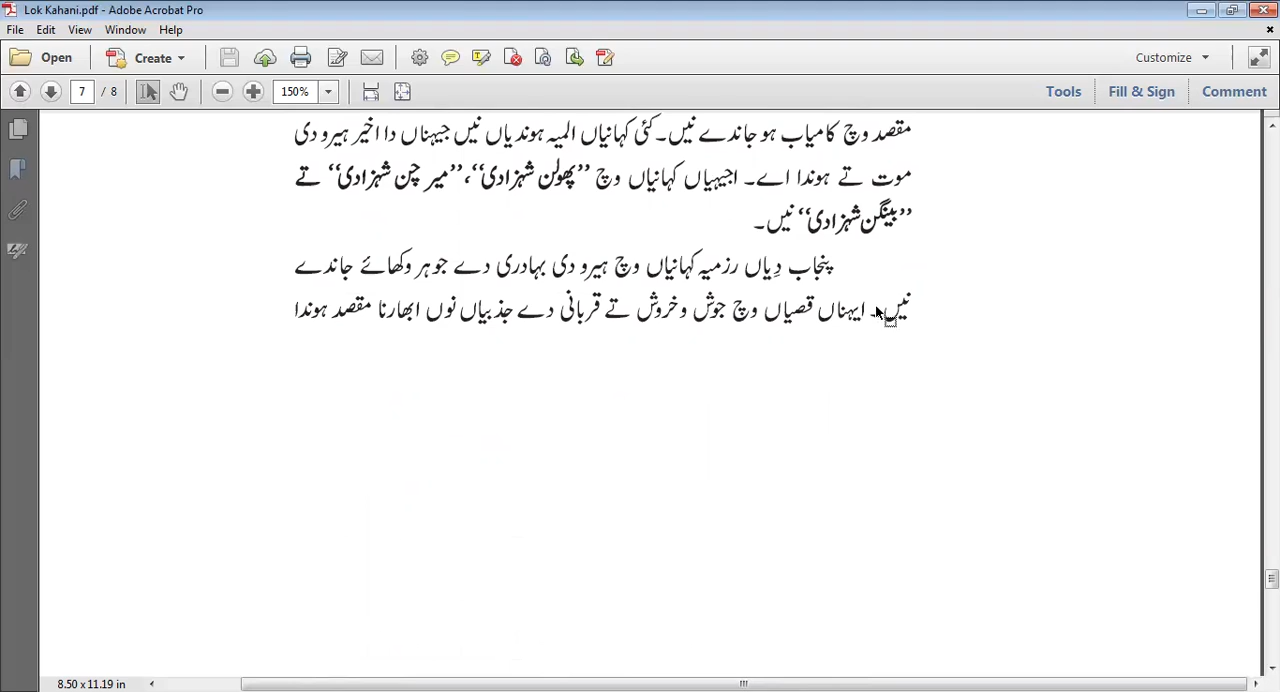 Lok Kahani.pdf - Adobe Acrobat Pro
File Edit View Window Help
Open Create Customize
7 / 8 150% Tools Fill & Sign Comment
مقصد وچ کامیاب ہو جاندے نیں۔ کئی کہانیاں المیہ ہوندیاں نیں جیہناں دا اخیر ہیرو دی
موت تے ہوندا اے۔ اجیہیاں کہانیاں وچ ’’پھولن شہزادی‘‘، ’’میر چن شہزادی‘‘ تے
’’بینگن شہزادی‘‘ نیں۔
پنجاب دِیاں رزمیہ کہانیاں وچ ہیرو دی بہادری دے جوہر وکھائے جاندے
نیں۔ ایہناں قصیاں وچ جوش وخروش تے قربانی دے جذبیاں نوں ابھارنا مقصد ہوندا
8.50 x 11.19 in